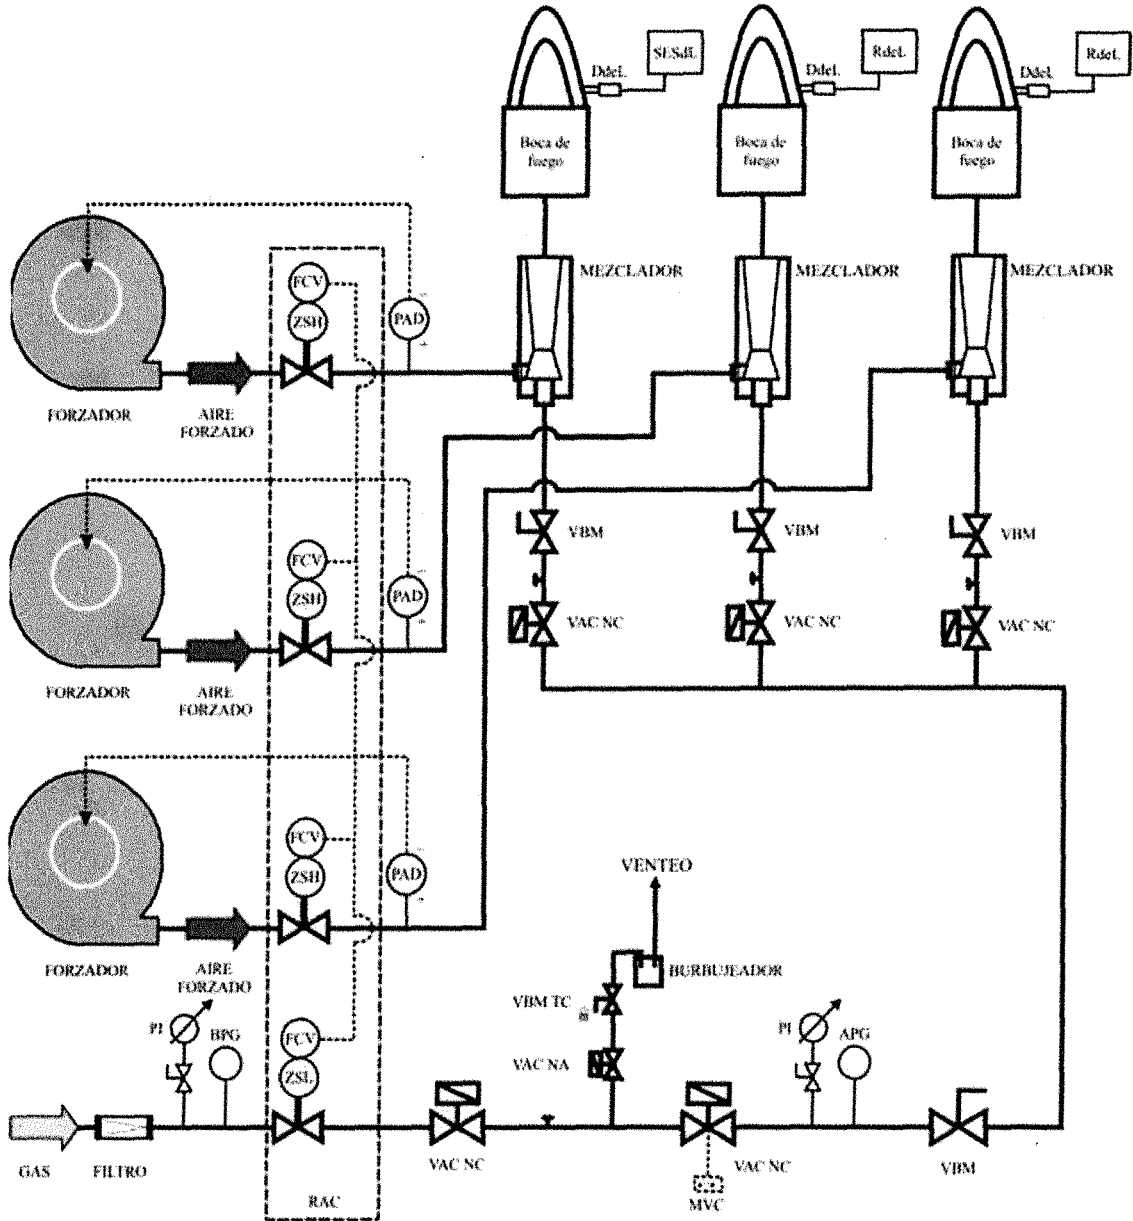 SESdL
RdeL
RdeL
DdeL
DdeL
DdeL
Boca de
fuego
Boca de
fuego
Boca de
fuego
MEZCLADOR
MEZCLADOR
MEZCLADOR
FCV
ZSH
PAD
FORZADOR
AIRE
FORZADO
VBM
VBM
VBM
FCV
ZSH
PAD
VAC NC
VAC NC
VAC NC
FORZADOR
AIRE
FORZADO
FCV
ZSH
PAD
VENTEO
FORZADOR
AIRE
FORZADO
BURBUJEADOR
VBM TC
PI
BPG
FCV
PI
APG
ZSL
VAC NA
GAS
FILTRO
VAC NC
VAC NC
VBM
RAC
MVC